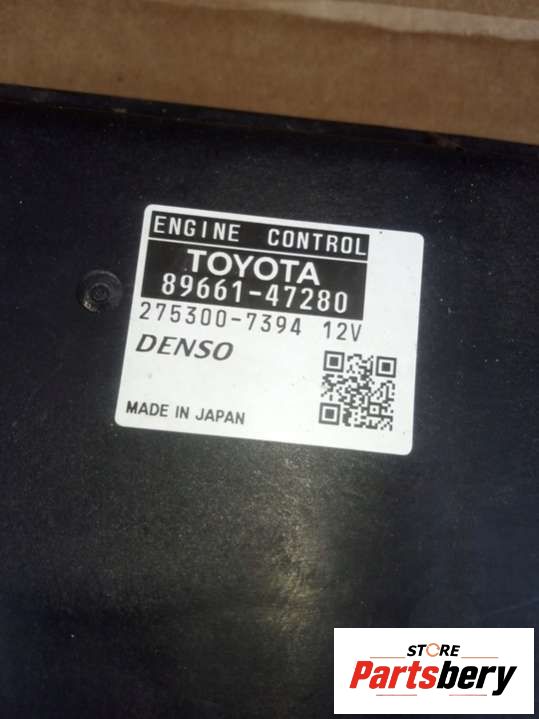 ENGINE CONTROL
TOYOTA
89661-47280
275300-7394 12V
DENSO
MADE IN JAPAN
STORE
Partsbery